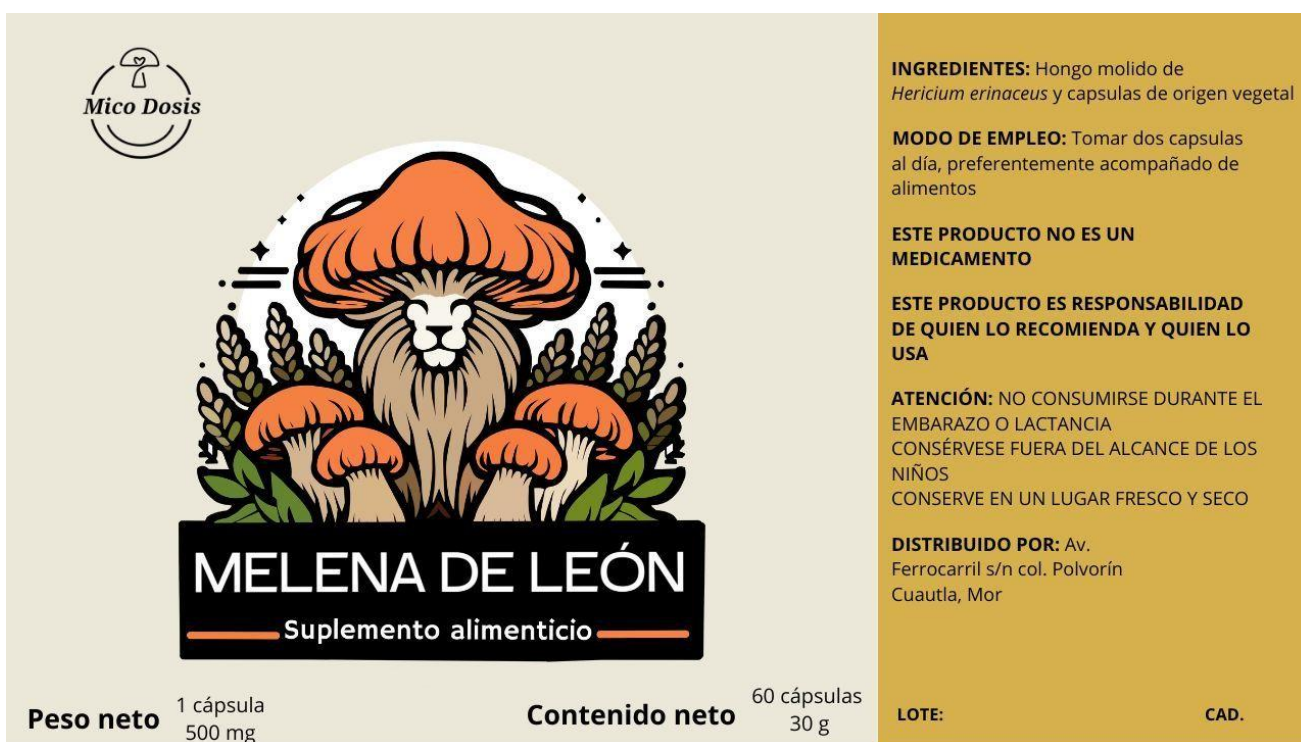 Mico Dosis
MELENA DE LEÓN
Suplemento alimenticio
Peso neto
1 cápsula
500 mg
Contenido neto
60 cápsulas
30 g
INGREDIENTES: Hongo molido de
Hericium erinaceus y capsulas de origen vegetal
MODO DE EMPLEO: Tomar dos capsulas
al día, preferentemente acompañado de
alimentos
ESTE PRODUCTO NO ES UN
MEDICAMENTO
ESTE PRODUCTO ES RESPONSABILIDAD
DE QUIEN LO RECOMIENDA Y QUIEN LO
USA
ATENCIÓN: NO CONSUMIRSE DURANTE EL
EMBARAZO O LACTANCIA
CONSÉRVESE FUERA DEL ALCANCE DE LOS
NIÑOS
CONSERVE EN UN LUGAR FRESCO Y SECO
DISTRIBUIDO POR: Av.
Ferrocarril s/n col. Polvorín
Cuautla, Mor
LOTE: CAD.